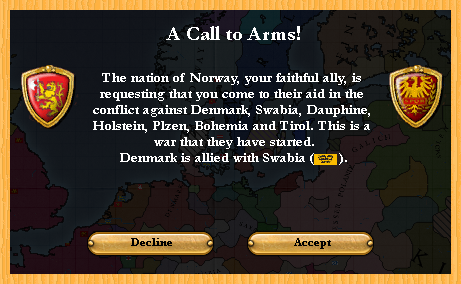 A Call to Arms!
The nation of Norway, your faithful ally, is
requesting that you come to their aid in the
conflict against Denmark, Swabia, Dauphine,
Holstein, Plzen, Bohemia and Tirol. This is a
war that they have started.
Denmark is allied with Swabia ( ).
Decline
Accept